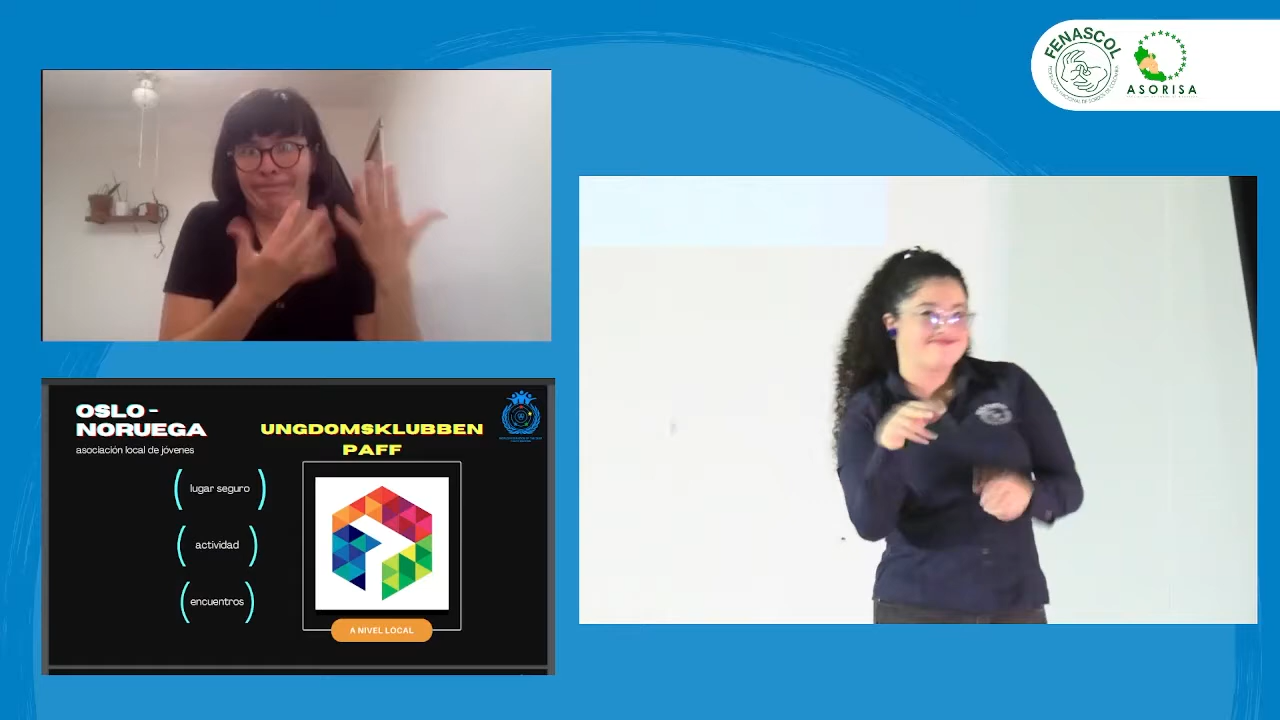 FENASCOL
ASORISA
OSLO -
NORUEGA
asociación local de jóvenes
UNGDOMSKLUBBEN
PAFF
lugar seguro
actividad
encuentros
A NIVEL LOCAL